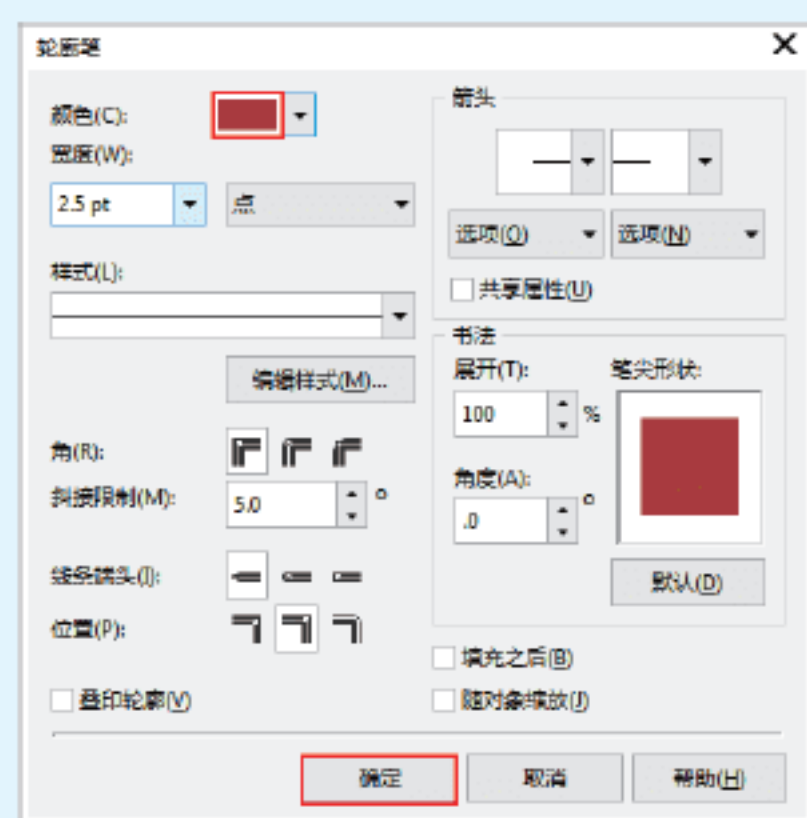 轮廓笔
颜色(C):
宽度(W):
2.5 pt
点
样式(L):
编辑样式(M)...
角(R):
斜接限制(M):
5.0
°
线条端头(I):
位置(P):
叠印轮廓(V)
箭头
选项(O)
选项(N)
共享属性(U)
书法
展开(T):
笔尖形状:
100
%
角度(A):
.0
°
默认(D)
填充之后(B)
随对象缩放(J)
确定
取消
帮助(H)